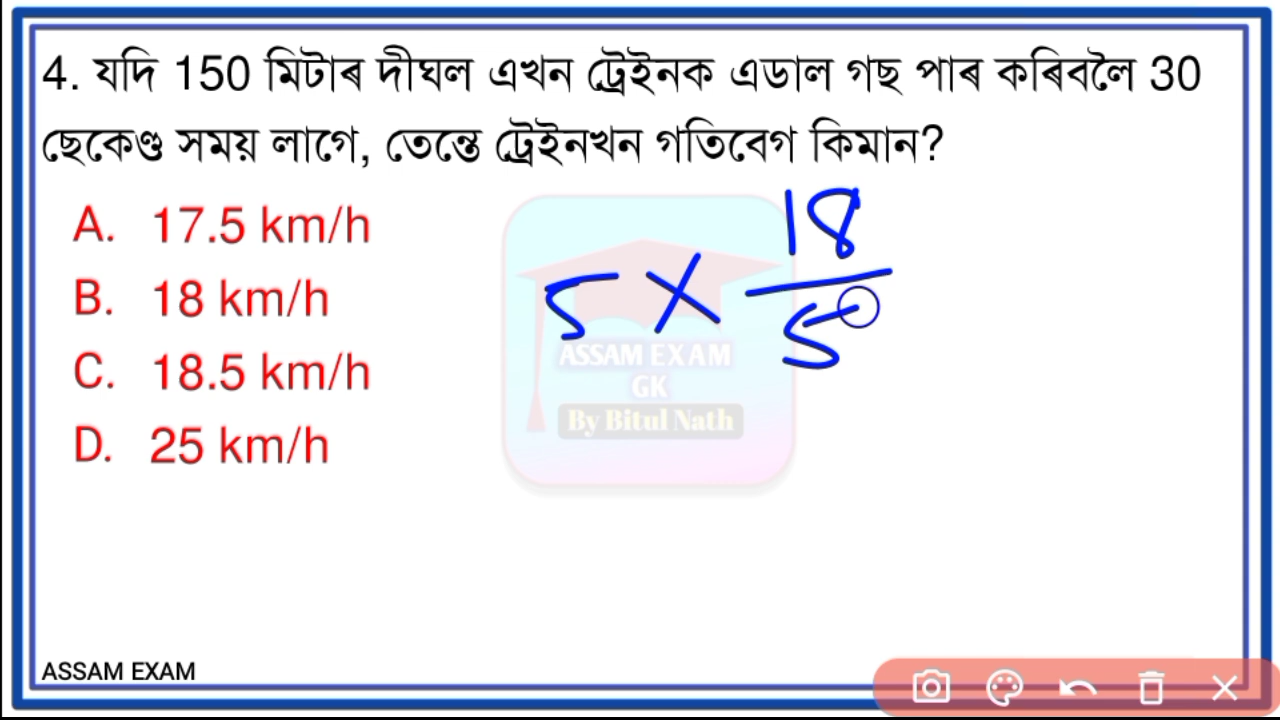 4. যদি 150 মিটাৰ দীঘল এখন ট্ৰেইনক এডাল গছ পাৰ কৰিবলৈ 30
ছেকেণ্ড সময় লাগে, তেন্তে ট্ৰেইনখন গতিবেগ কিমান?
A. 17.5 km/h
B. 18 km/h
C. 18.5 km/h
D. 25 km/h
18
5 ×
5
ASSAM EXAM
GK
By Bitul Nath
ASSAM EXAM